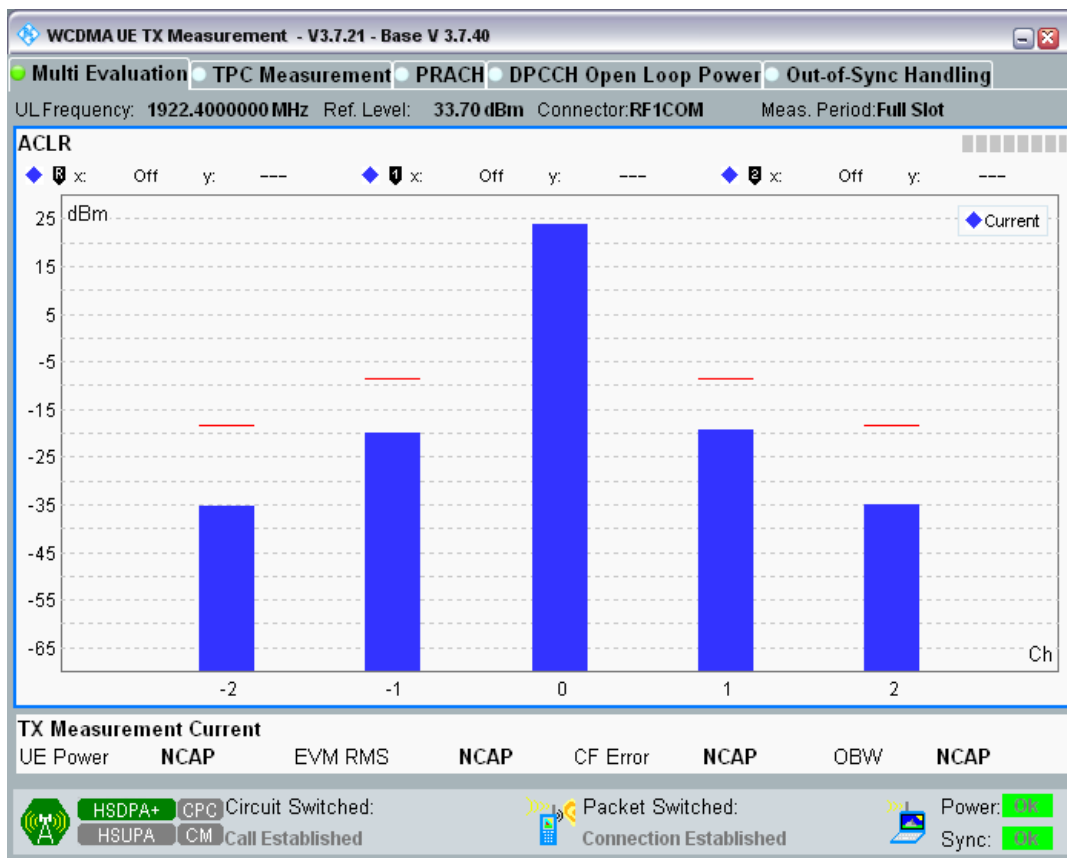 WCDMA UE TX Measurement - V3.7.21 - Base V 3.7.40
Multi Evaluation TPC Measurement PRACH DPCCH Open Loop Power Out-of-Sync Handling
UL Frequency: 1922.4000000 MHz Ref. Level: 33.70 dBm Connector:RF1COM Meas. Period:Full Slot
ACLR
R x: Off y: --- 1 x: Off y: --- 2 x: Off y: ---
dBm
Current
25
15
5
-5
-15
-25
-35
-45
-55
-65
Ch
-2 -1 0 1 2
TX Measurement Current
UE Power NCAP EVM RMS NCAP CF Error NCAP OBW NCAP
HSDPA+ CPC Circuit Switched: Packet Switched: Power: Ok
HSUPA CM Call Established Connection Established Sync: Ok